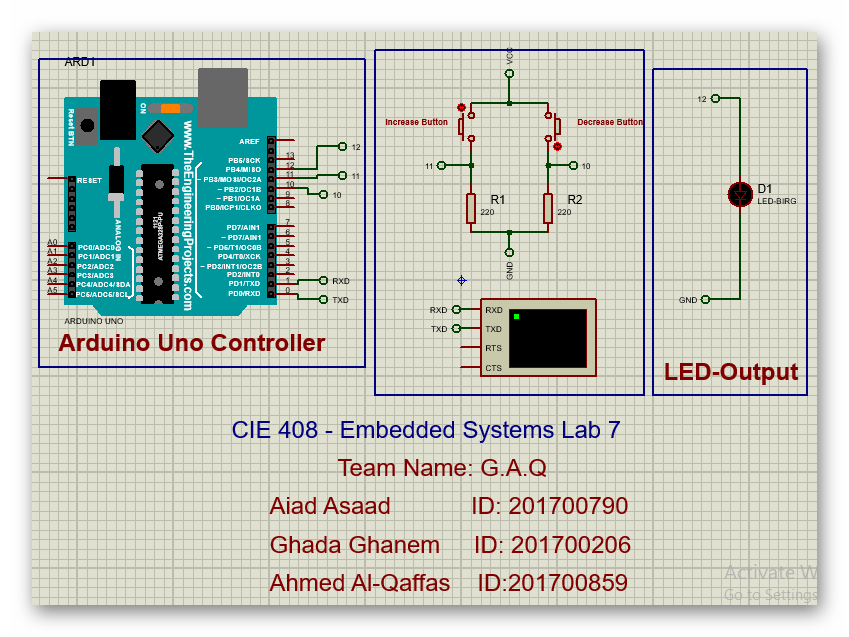 ARD1
Reset BTN
ON
www.TheEngineeringProjects.com
ANALOG IN
RESET
AREF
PB5/SCK 13
PB4/MISO 12
~ PB3/MOSI/OC2A 11
~ PB2/OC1B 10
~ PB1/OC1A 9
PB0/ICP1/CLKO 8
PD7/AIN1 7
~ PD7/AIN1 6
~ PD5/T1/OC0B 5
PD4/T0/XCK 4
~ PD3/INT1/OC2B 3
PD2/INT0 2
PD1/TXD 1
PD0/RXD 0
A0 PC0/ADC0
A1 PC1/ADC1
A2 PC2/ADC2
A3 PC3/ADC3
A4 PC4/ADC4/SDA
A5 PC5/ADC5/SCL
12
11
10
RXD
TXD
ARDUINO UNO
Arduino Uno Controller
VCC
Increase Button
Decrease Button
11
10
R1
220
R2
220
GND
RXD RXD
TXD TXD
RTS
CTS
12
D1
LED-BIRG
GND
LED-Output
CIE 408 - Embedded Systems Lab 7
Team Name: G.A.Q
Aiad Asaad ID: 201700790
Ghada Ghanem ID: 201700206
Ahmed Al-Qaffas ID:201700859
Activate W
Go to Settings